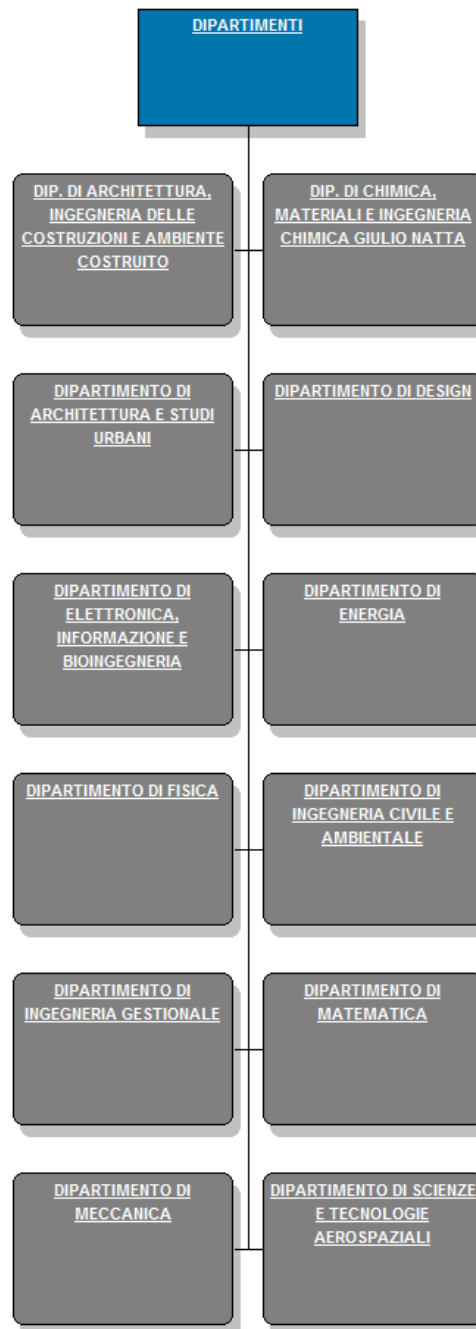 DIPARTIMENTI
DIP. DI ARCHITETTURA,
INGEGNERIA DELLE
COSTRUZIONI E AMBIENTE
COSTRUITO
DIP. DI CHIMICA,
MATERIALI E INGEGNERIA
CHIMICA GIULIO NATTA
DIPARTIMENTO DI
ARCHITETTURA E STUDI
URBANI
DIPARTIMENTO DI DESIGN
DIPARTIMENTO DI
ELETTRONICA,
INFORMAZIONE E
BIOINGEGNERIA
DIPARTIMENTO DI
ENERGIA
DIPARTIMENTO DI FISICA
DIPARTIMENTO DI
INGEGNERIA CIVILE E
AMBIENTALE
DIPARTIMENTO DI
INGEGNERIA GESTIONALE
DIPARTIMENTO DI
MATEMATICA
DIPARTIMENTO DI
MECCANICA
DIPARTIMENTO DI SCIENZE
E TECNOLOGIE
AEROSPAZIALI